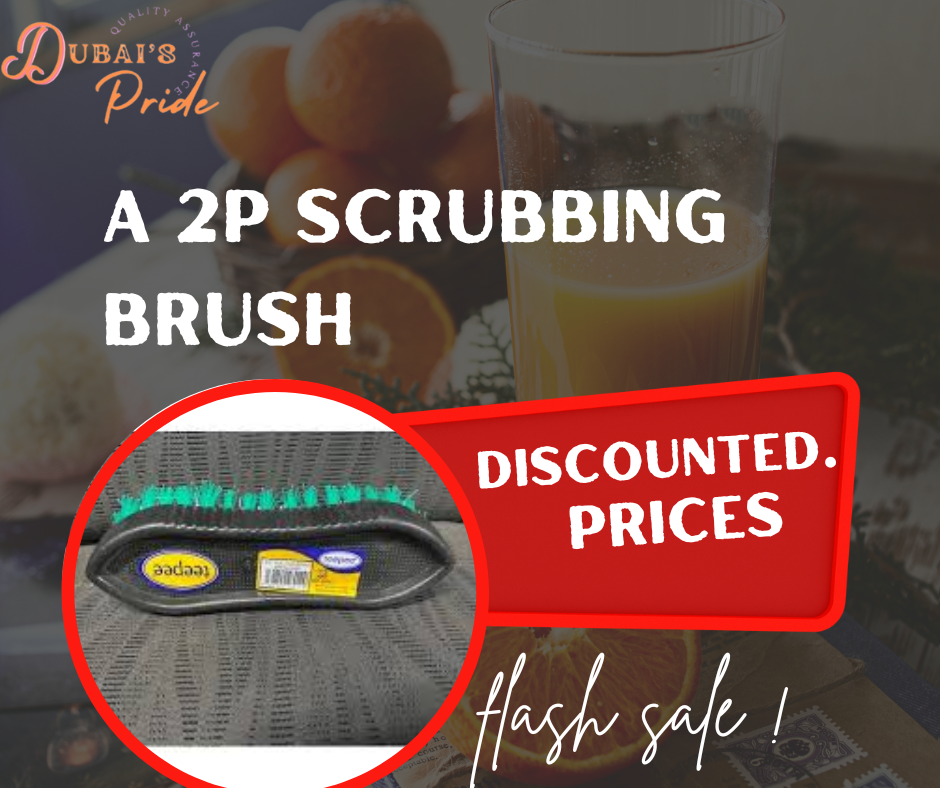 QUALITY ASSURANCE
DUBAI'S
Pride
A 2P SCRUBBING
BRUSH
DISCOUNTED.
PRICES
teepee
flash sale !